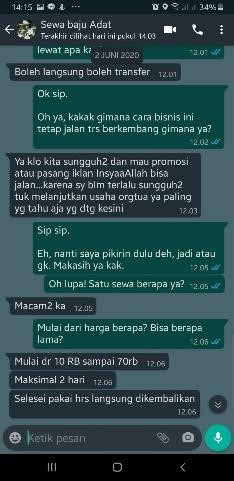 14:15
34%
Sewa baju Adat
Terakhir dilihat hari ini pukul 14.03
lewat apa ka
12.01
2 JUNI 2020
Boleh langsung boleh transfer 12.01
Ok sip.
Oh ya, kakak gimana cara bisnis ini
tetap jalan trs berkembang gimana ya?
12.02
Ya klo kita sungguh2 dan mau promosi
atau pasang iklan InsyaaAllah bisa
jalan...karena sy blm terlalu sungguh2
tuk melanjutkan usaha orgtua ya paling
yg tahu aja yg dtg kesini
12.03
Sip sip.
Eh, nanti saya pikirin dulu deh, jadi atau
gk. Makasih ya kak.
12.05
Oh lupa! Satu sewa berapa ya? 12.05
Macam2 ka 12.05
Mulai dari harga berapa? Bisa berapa
lama?
12.06
Mulai dr 10 RB sampai 70rb 12.06
Maksimal 2 hari 12.06
Selesei pakai hrs langsung dikembalikan
12.06
Ketik pesan